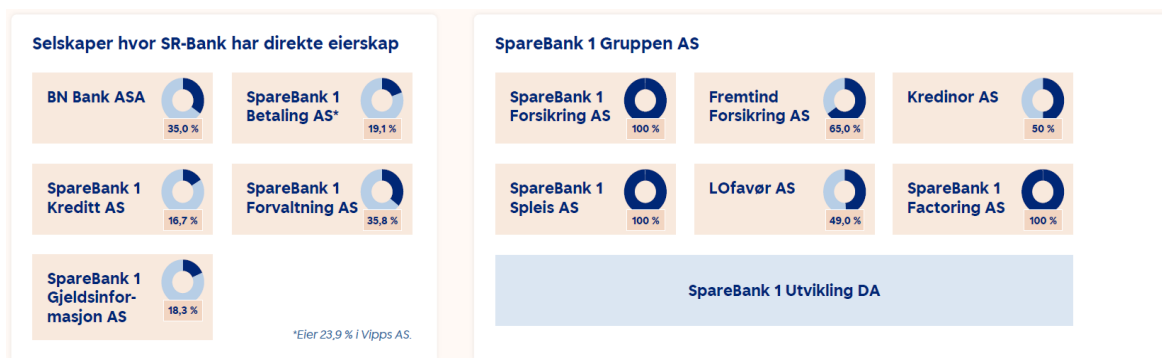 Selskaper hvor SR-Bank har direkte eierskap
BN Bank ASA
35,0 %
SpareBank 1
Betaling AS*
19,1 %
SpareBank 1
Kreditt AS
16,7 %
SpareBank 1
Forvaltning AS
35,8 %
SpareBank 1
Gjeldsinfor-
masjon AS
18,3 %
*Eier 23,9 % i Vipps AS.
SpareBank 1 Gruppen AS
SpareBank 1
Forsikring AS
100 %
Fremtind
Forsikring AS
65,0 %
Kredinor AS
50 %
SpareBank 1
Spleis AS
100 %
LOfavør AS
49,0 %
SpareBank 1
Factoring AS
100 %
SpareBank 1 Utvikling DA